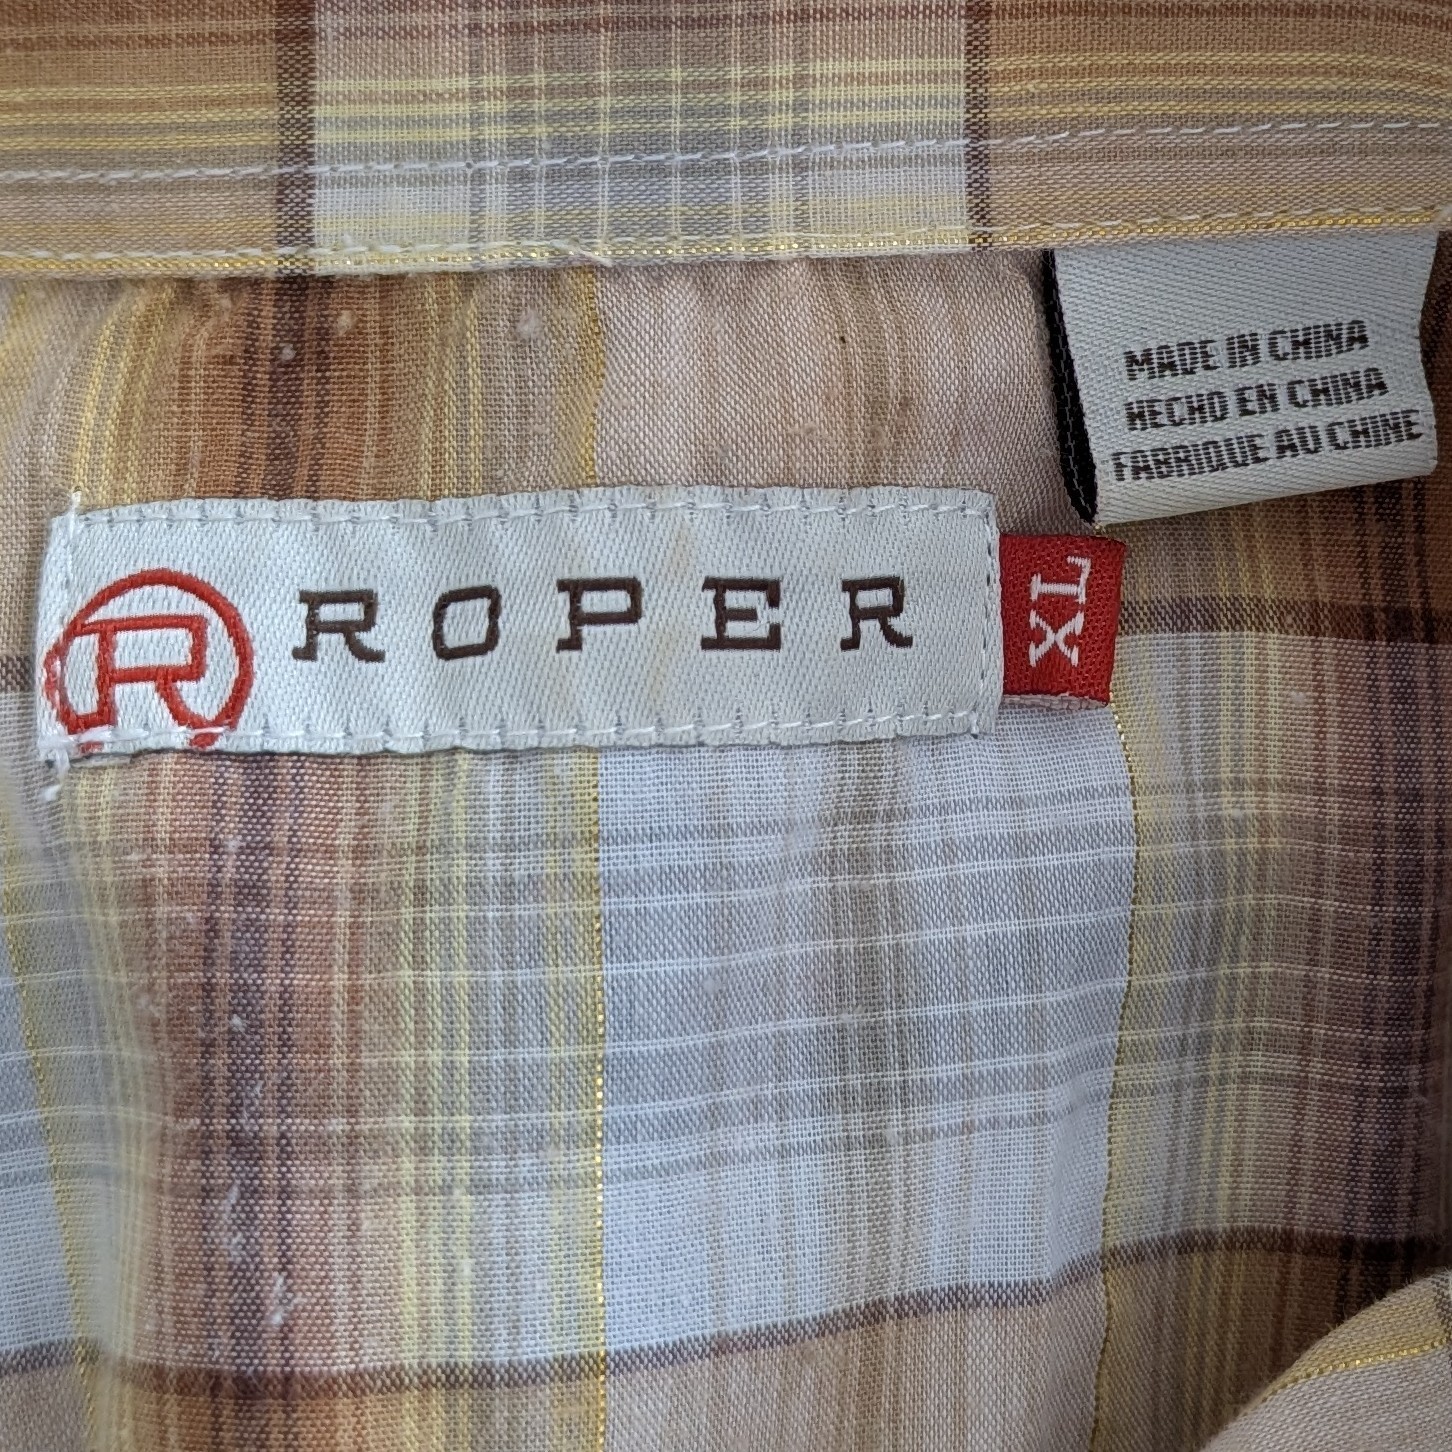 MADE IN CHINA
HECHO EN CHINA
FABRIQUE AU CHINE
R ROPER
XL